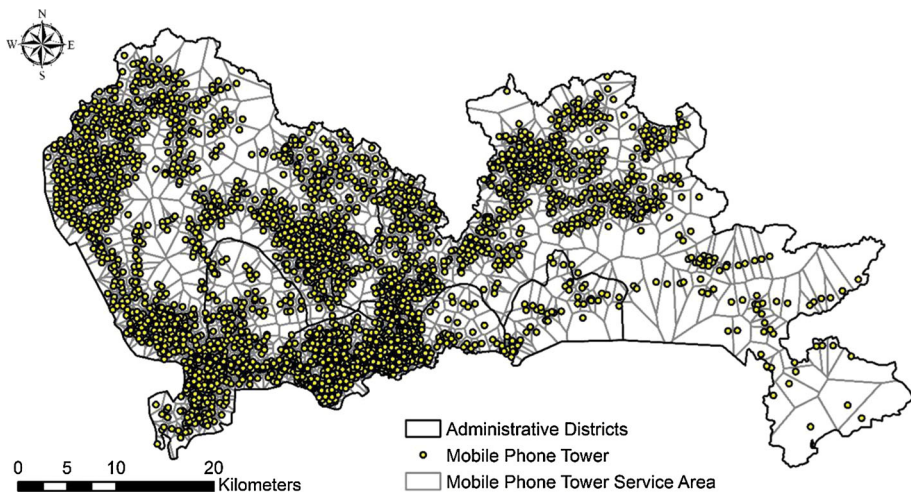 N
W E
S
Administrative Districts
Mobile Phone Tower
Mobile Phone Tower Service Area
0 5 10 20
Kilometers